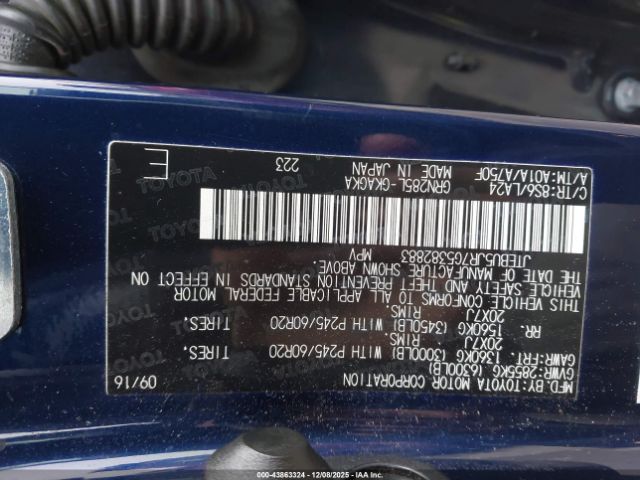 MFD. BY: TOYOTA MOTOR CORPORATION 09/16
GVWR: 2855KG (6300LB)
GAWR: FRT. 1360KG (3000LB) WITH P245/60R20 TIRES.
20X7J RIMS
RR. 1560KG (3450LB) WITH P245/60R20 TIRES.
20X7J RIMS
THIS VEHICLE CONFORMS TO ALL APPLICABLE FEDERAL MOTOR
VEHICLE SAFETY AND THEFT PREVENTION STANDARDS IN EFFECT ON
THE DATE OF MANUFACTURE SHOWN ABOVE.
JTEBU5JR7G5382883 MPV
C/TR: 8S6/LA24 GRN285L-GKAGKA 223 E
A/TM: A01A/A750F MADE IN JAPAN
TOYOTA
000-43863324 | 12/08/2025 | © IAA Inc.